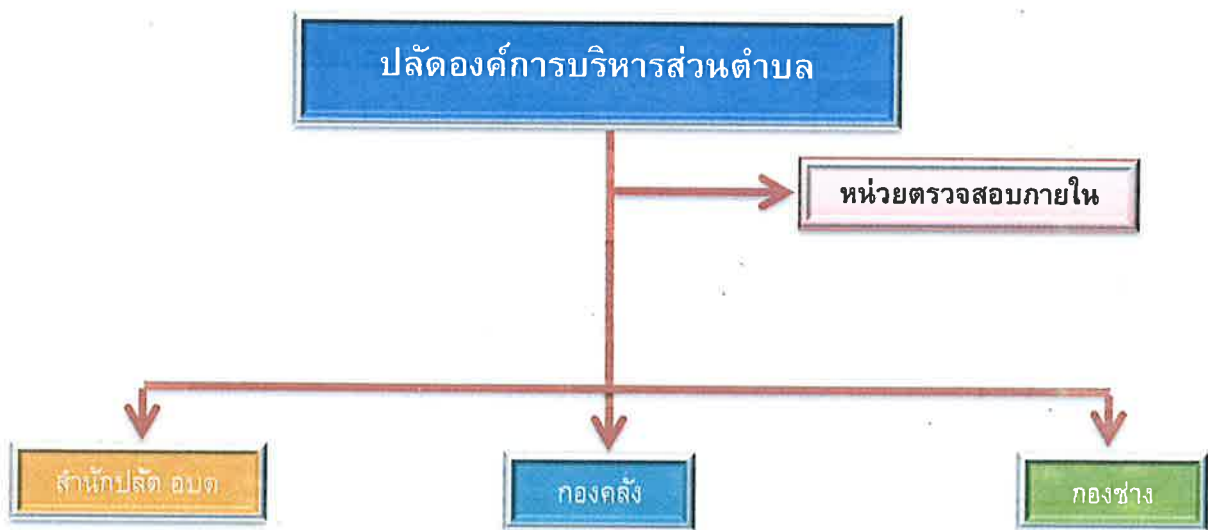 ปลัดองค์การบริหารส่วนตำบล
หน่วยตรวจสอบภายใน
สำนักปลัด อบต
กองคลัง
กองช่าง